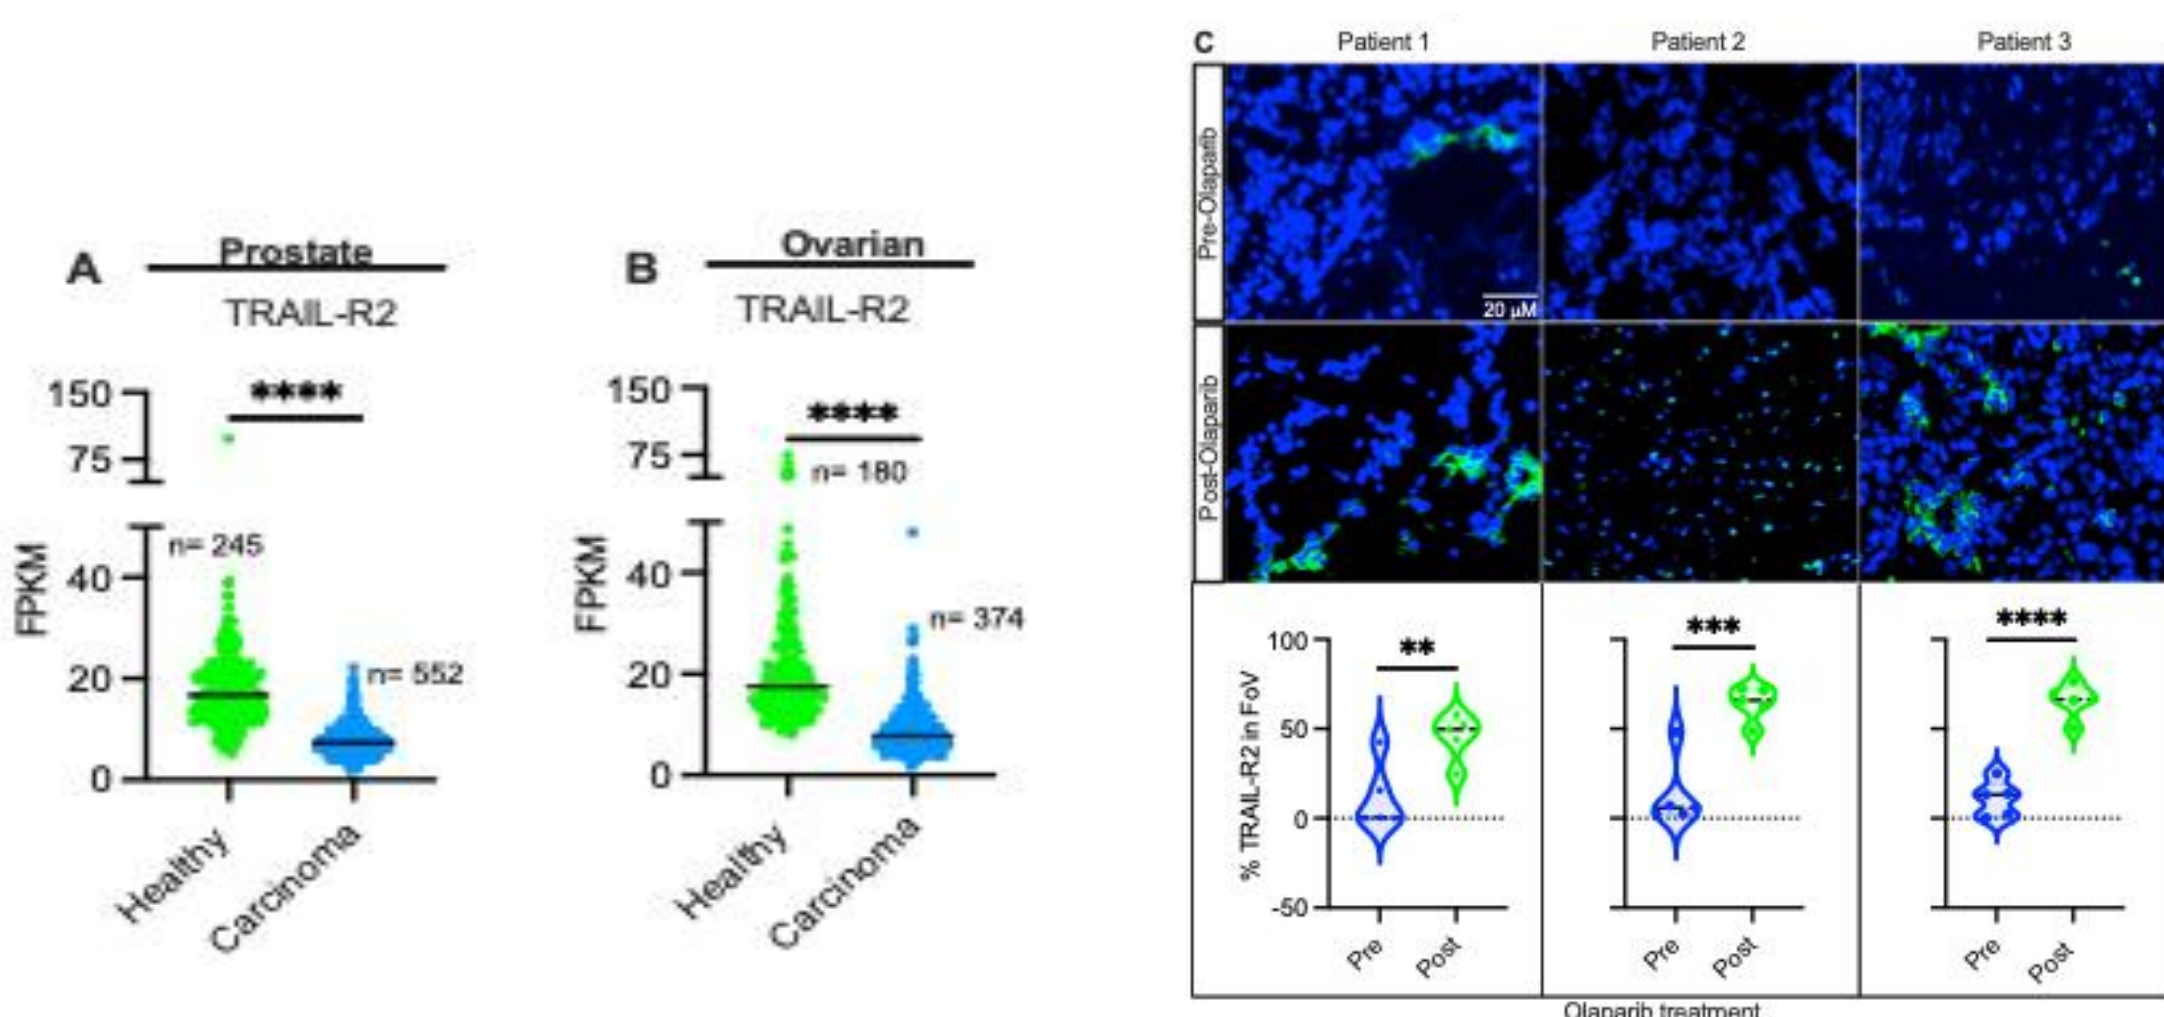 A
Prostate
TRAIL-R2
****
150
75
n= 245
40
20
0
FPKM
n= 552
Healthy
Carcinoma
B
Ovarian
TRAIL-R2
****
150
75
n= 180
40
20
0
FPKM
n= 374
Healthy
Carcinoma
C
Patient 1
Patient 2
Patient 3
Pre-Olaparib
20 µM
Post-Olaparib
% TRAIL-R2 in FoV
100
50
0
-50
**
***
****
Pre
Post
Pre
Post
Pre
Post
Olaparib treatment